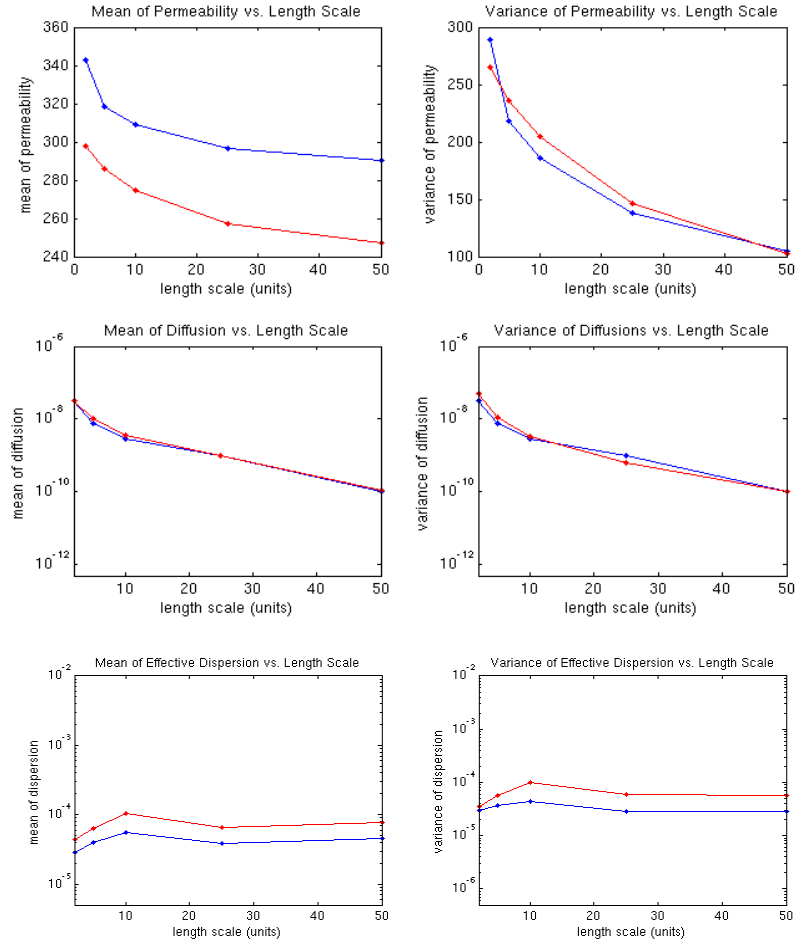 Mean of Permeability vs. Length Scale
360
340
320
300
280
260
240
mean of permeability
0 10 20 30 40 50
length scale (units)
Variance of Permeability vs. Length Scale
300
250
200
150
100
variance of permeability
0 10 20 30 40 50
length scale (units)
Mean of Diffusion vs. Length Scale
10^-6
10^-8
10^-10
10^-12
mean of diffusion
10 20 30 40 50
length scale (units)
Variance of Diffusions vs. Length Scale
10^-6
10^-8
10^-10
10^-12
variance of diffusion
10 20 30 40 50
length scale (units)
Mean of Effective Dispersion vs. Length Scale
10^-2
10^-3
10^-4
10^-5
mean of dispersion
10 20 30 40 50
length scale (units)
Variance of Effective Dispersion vs. Length Scale
10^-2
10^-3
10^-4
10^-5
10^-6
variance of dispersion
10 20 30 40 50
length scale (units)